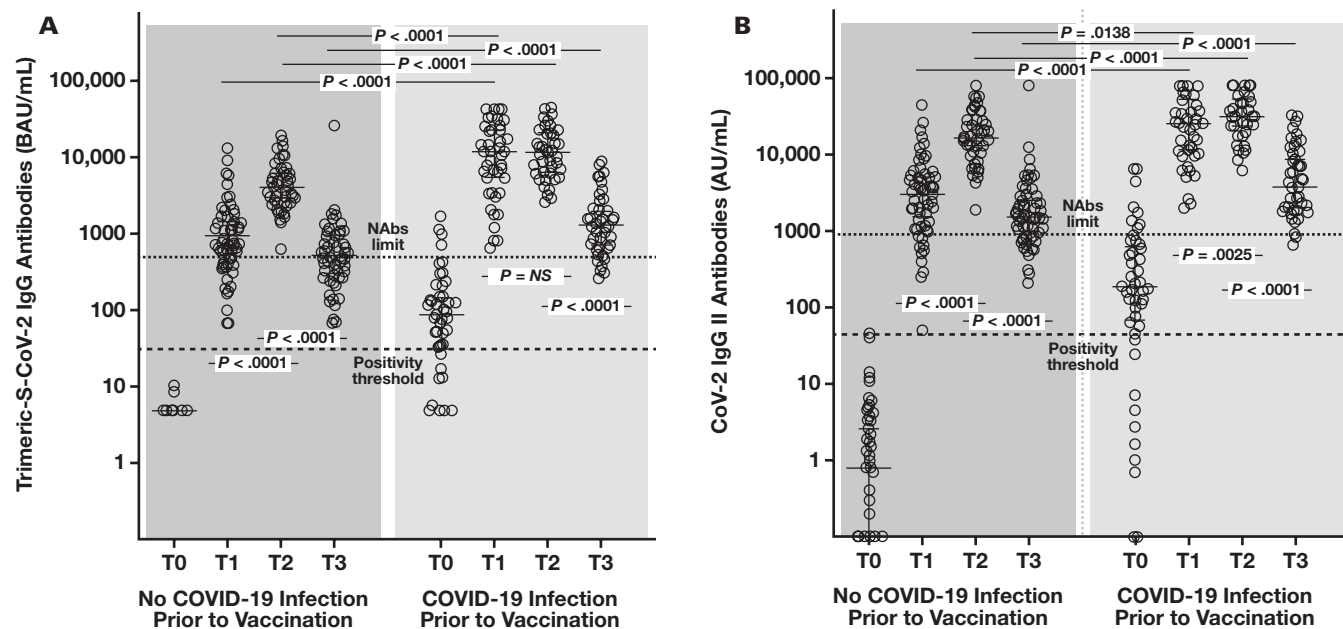 A
Trimeric-S-CoV-2 IgG Antibodies (BAU/mL)
100,000
10,000
1000
100
10
1
P < .0001
P < .0001
P < .0001
P < .0001
NAbs
limit
P = NS
P < .0001
P < .0001
P < .0001
Positivity
threshold
T0 T1 T2 T3 T0 T1 T2 T3
No COVID-19 Infection
Prior to Vaccination
COVID-19 Infection
Prior to Vaccination
B
CoV-2 IgG II Antibodies (AU/mL)
100,000
10,000
1000
100
10
1
P = .0138
P < .0001
P < .0001
P < .0001
NAbs
limit
P = .0025
P < .0001
P < .0001
P < .0001
Positivity
threshold
T0 T1 T2 T3 T0 T1 T2 T3
No COVID-19 Infection
Prior to Vaccination
COVID-19 Infection
Prior to Vaccination